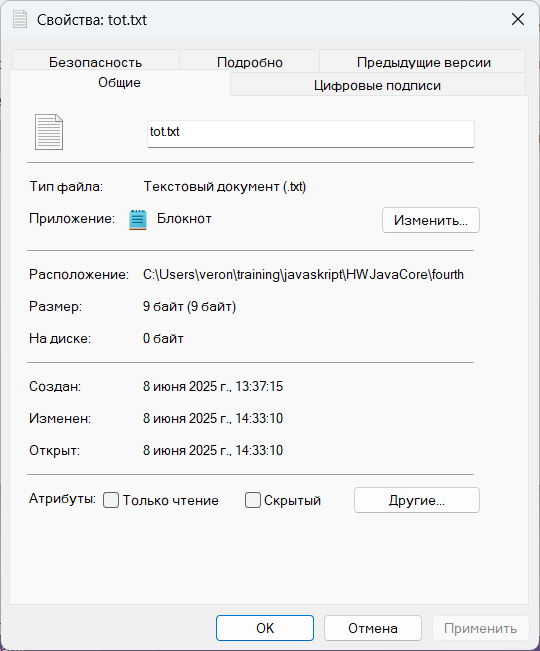 Свойства: tot.txt
Безопасность Подробно Предыдущие версии
Общие Цифровые подписи
tot.txt
Тип файла: Текстовый документ (.txt)
Приложение: Блокнот Изменить...
Расположение: C:\Users\veron\training\javaskript\HWJavaCore\fourth
Размер: 9 байт (9 байт)
На диске: 0 байт
Создан: 8 июня 2025 г., 13:37:15
Изменен: 8 июня 2025 г., 14:33:10
Открыт: 8 июня 2025 г., 14:33:10
Атрибуты: Только чтение Скрытый Другие...
ОК Отмена Применить